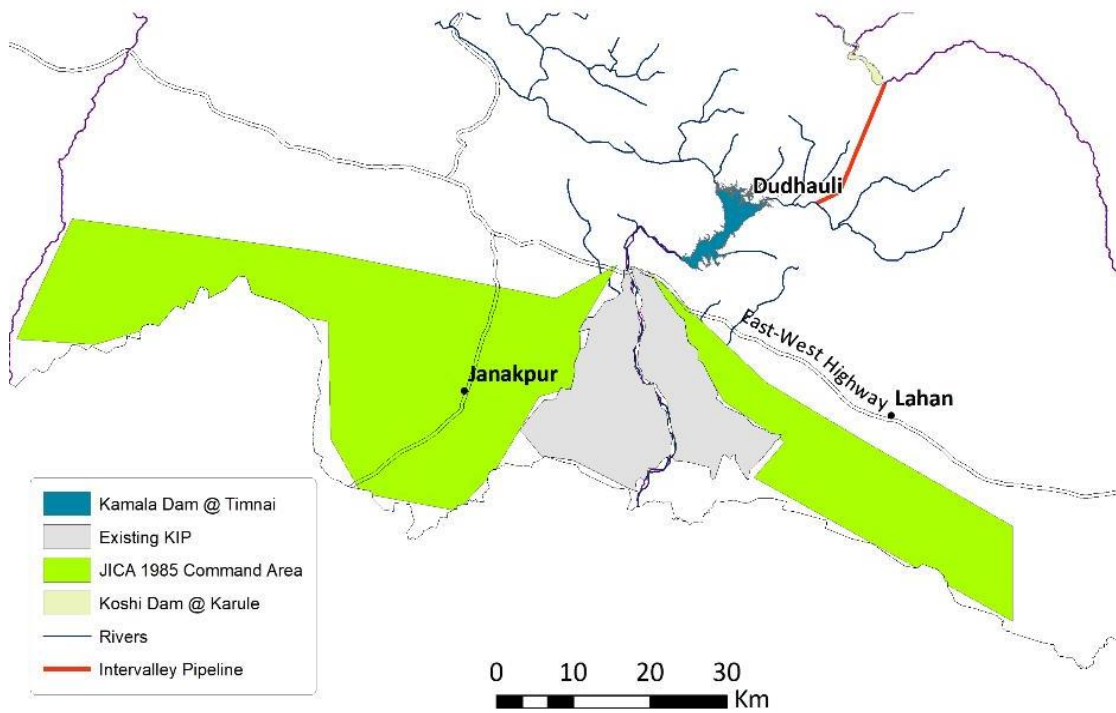 Dudhauli
East-West Highway
Janakpur
Lahan
Kamala Dam @ Timnai
Existing KIP
JICA 1985 Command Area
Koshi Dam @ Karule
Rivers
Intervalley Pipeline
0 10 20 30
Km